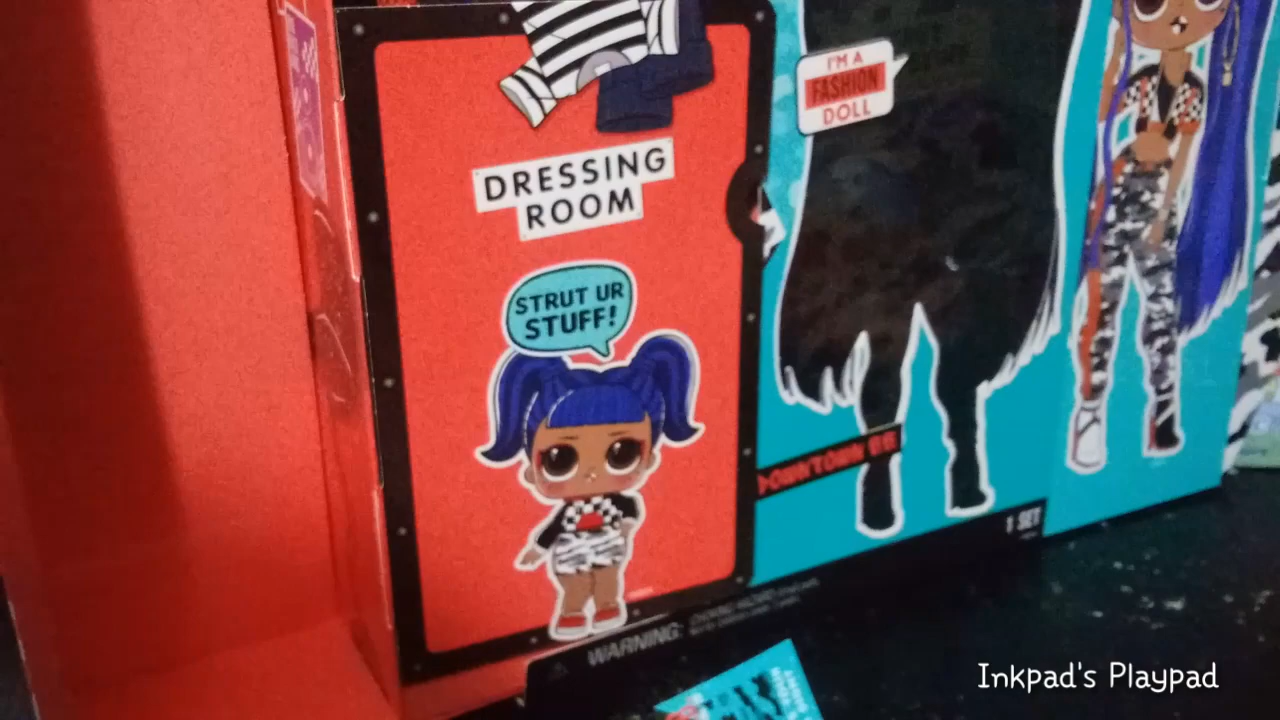 I'M A
FASHION
DOLL
DRESSING
ROOM
STRUT UR
STUFF!
DOWNTOWN B.B.
1 SET
WARNING:
Inkpad's Playpad